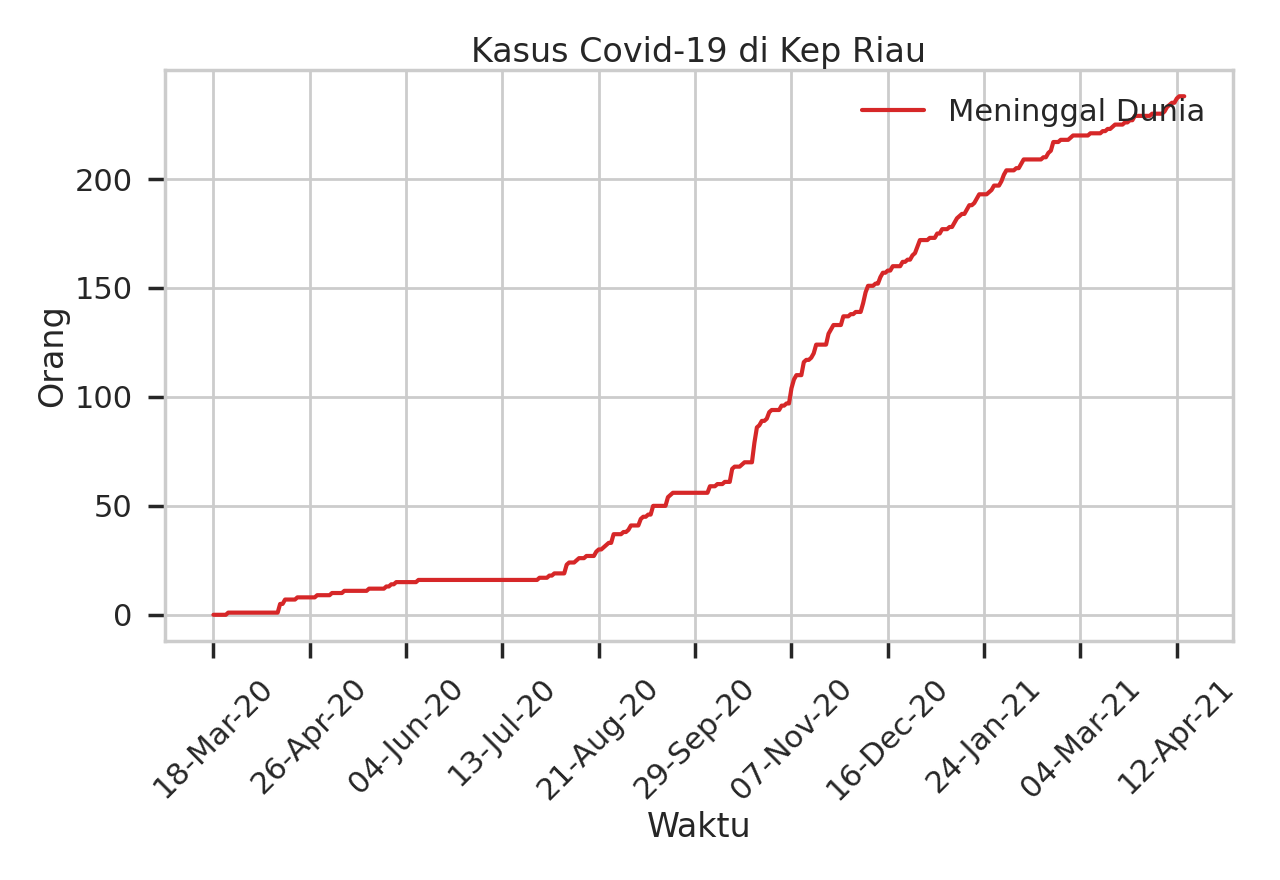 Kasus Covid-19 di Kep Riau
Meninggal Dunia
Orang
200
150
100
50
0
18-Mar-20
26-Apr-20
04-Jun-20
13-Jul-20
21-Aug-20
29-Sep-20
07-Nov-20
16-Dec-20
24-Jan-21
04-Mar-21
12-Apr-21
Waktu